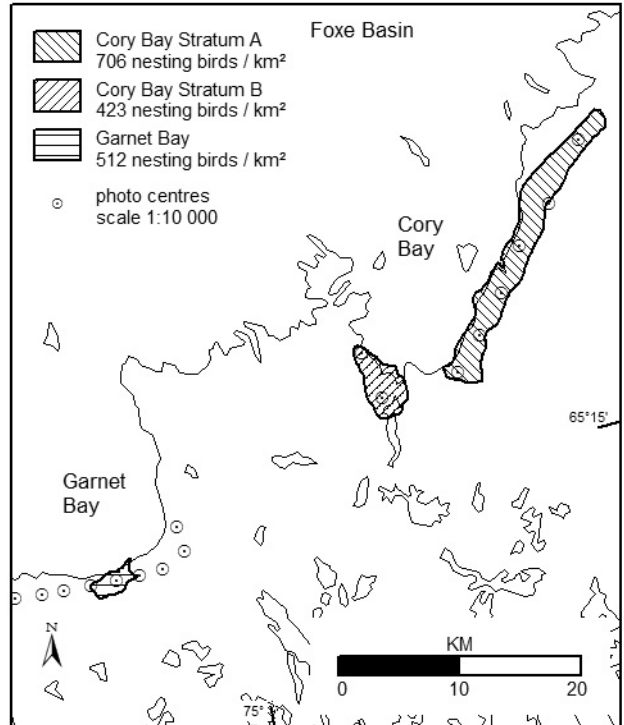 Foxe Basin
Cory Bay Stratum A
706 nesting birds / km²
Cory Bay Stratum B
423 nesting birds / km²
Garnet Bay
512 nesting birds / km²
photo centres
scale 1:10 000
Cory
Bay
65°15'
Garnet
Bay
N
KM
0 10 20
75°